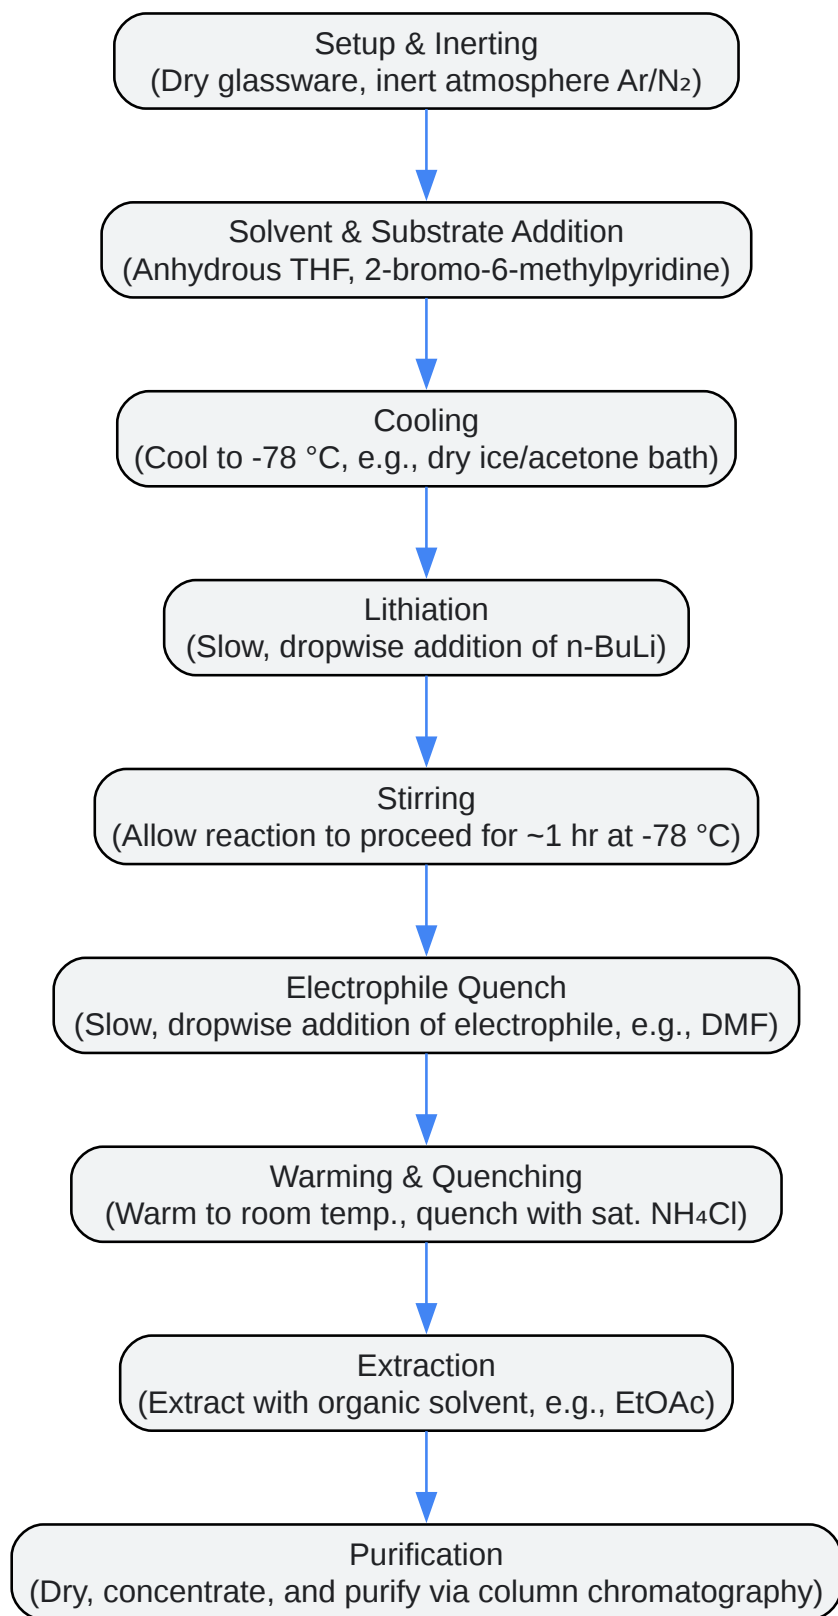 Setup & Inerting
(Dry glassware, inert atmosphere Ar/N₂)
Solvent & Substrate Addition
(Anhydrous THF, 2-bromo-6-methylpyridine)
Cooling
(Cool to -78 °C, e.g., dry ice/acetone bath)
Lithiation
(Slow, dropwise addition of n-BuLi)
Stirring
(Allow reaction to proceed for ~1 hr at -78 °C)
Electrophile Quench
(Slow, dropwise addition of electrophile, e.g., DMF)
Warming & Quenching
(Warm to room temp., quench with sat. NH₄Cl)
Extraction
(Extract with organic solvent, e.g., EtOAc)
Purification
(Dry, concentrate, and purify via column chromatography)